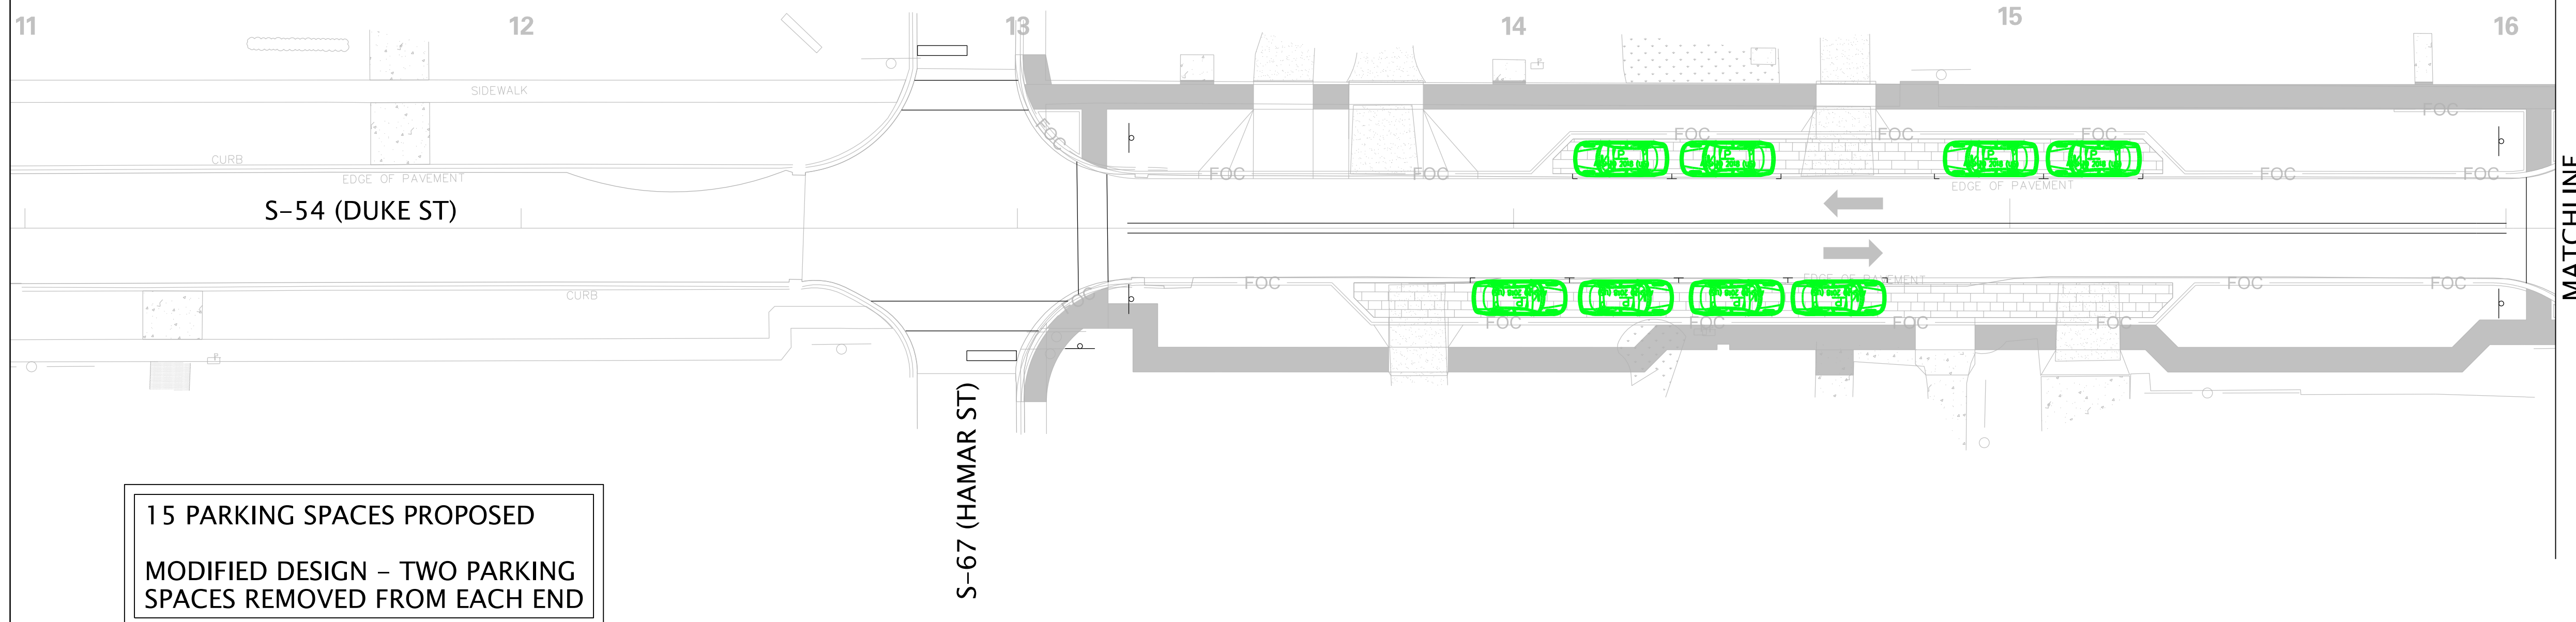 11
12
13
14
15
16
SIDEWALK
FOC
FOC
CURB
FOC
FOC
FOC
EDGE OF PAVEMENT
FOC
FOC
FOC
FOC
EDGE OF PAVEMENT
S-54 (DUKE ST)
MATCHLINE
EDGE OF PAVEMENT
CURB
FOC
FOC
FOC
FOC
FOC
FOC
FOC
FOC
S-67 (HAMAR ST)
15 PARKING SPACES PROPOSED
MODIFIED DESIGN – TWO PARKING
SPACES REMOVED FROM EACH END